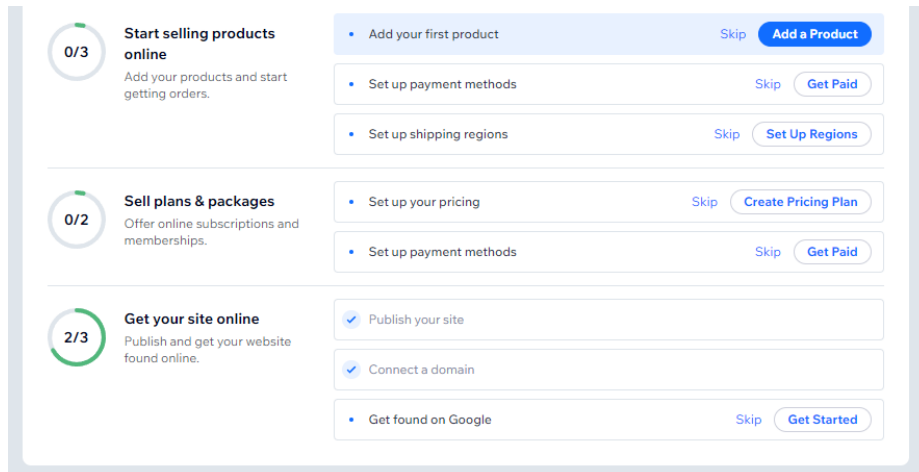 0/3
Start selling products
online
Add your products and start
getting orders.
Add your first product Skip Add a Product
Set up payment methods Skip Get Paid
Set up shipping regions Skip Set Up Regions
0/2
Sell plans & packages
Offer online subscriptions and
memberships.
Set up your pricing Skip Create Pricing Plan
Set up payment methods Skip Get Paid
2/3
Get your site online
Publish and get your website
found online.
Publish your site
Connect a domain
Get found on Google Skip Get Started